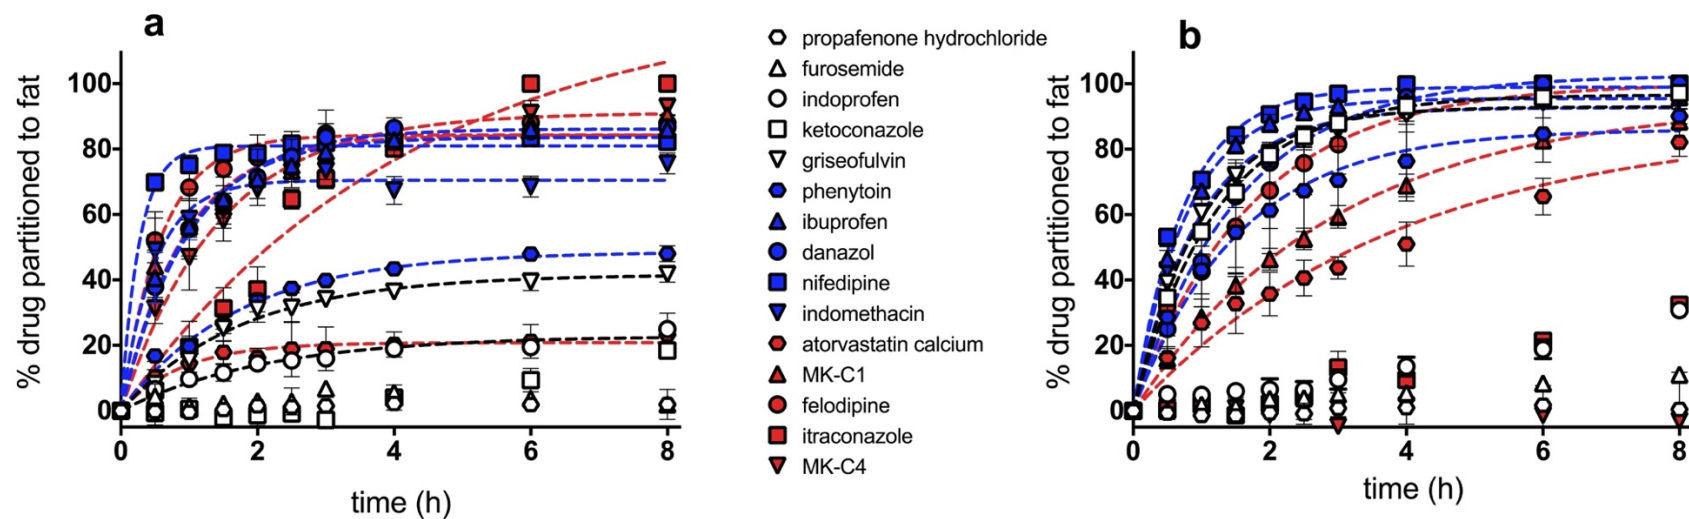 a
% drug partitioned to fat
100
80
60
40
20
0
0 2 4 6 8
time (h)
propafenone hydrochloride
furosemide
indoprofen
ketoconazole
griseofulvin
phenytoin
ibuprofen
danazol
nifedipine
indomethacin
atorvastatin calcium
MK-C1
felodipine
itraconazole
MK-C4
b
% drug partitioned to fat
100
80
60
40
20
0
0 2 4 6 8
time (h)